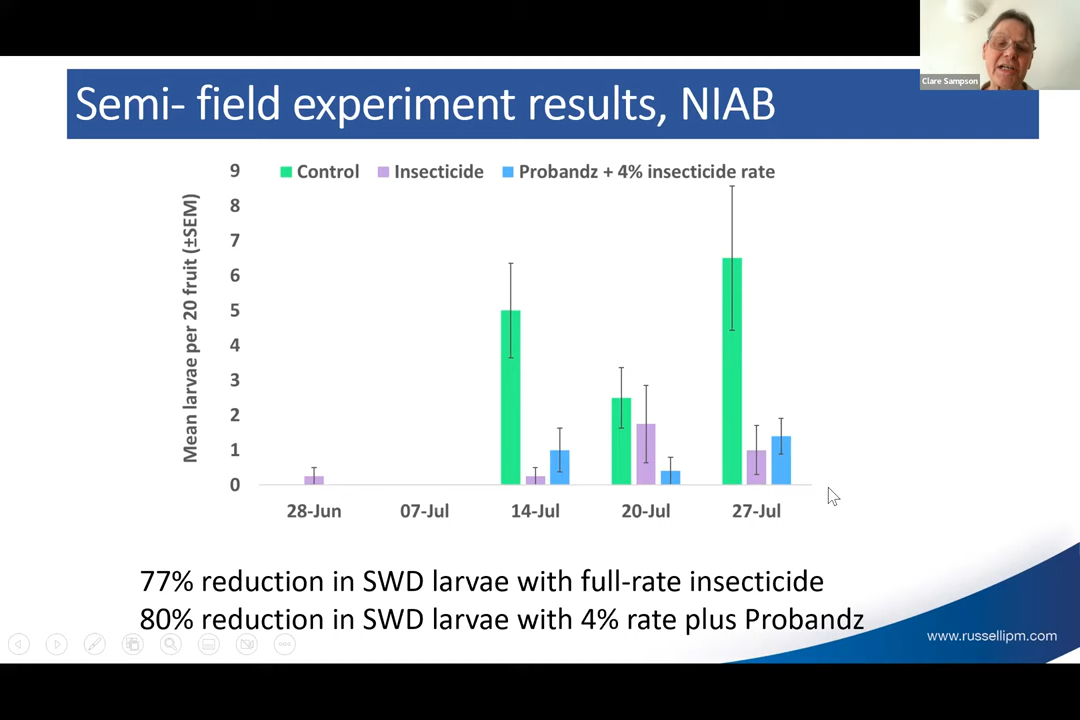 Clare Sampson
Semi- field experiment results, NIAB
Control
Insecticide
Probandz + 4% insecticide rate
Mean larvae per 20 fruit (±SEM)
9
8
7
6
5
4
3
2
1
0
28-Jun
07-Jul
14-Jul
20-Jul
27-Jul
77% reduction in SWD larvae with full-rate insecticide
80% reduction in SWD larvae with 4% rate plus Probandz
www.russellipm.com